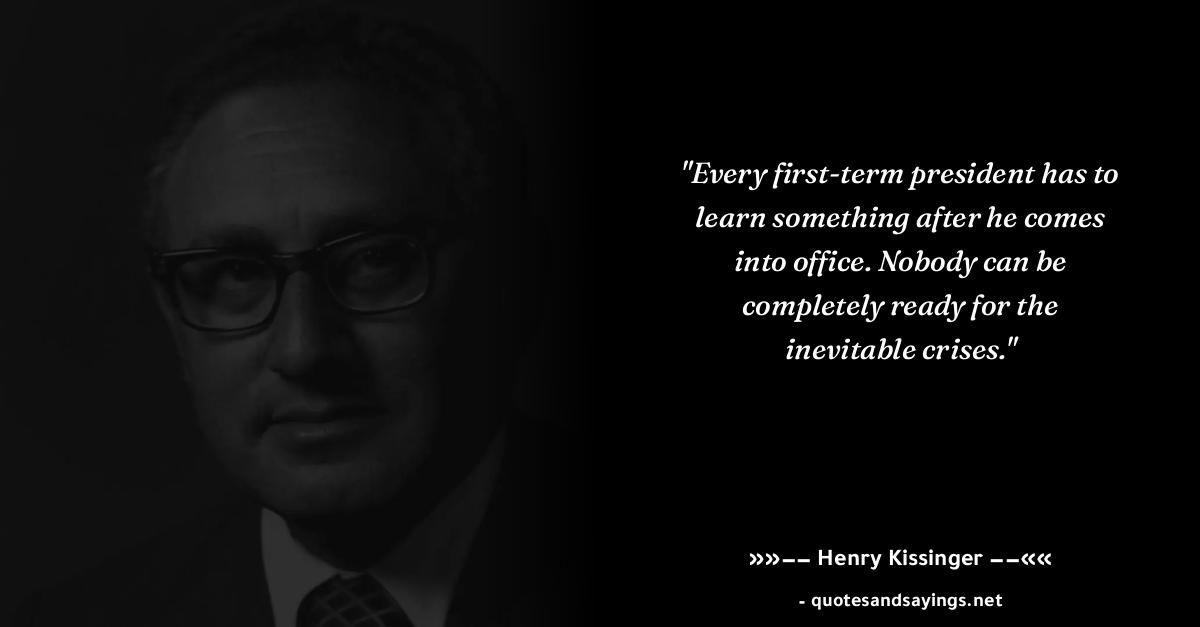 "Every first-term president has to
learn something after he comes
into office. Nobody can be
completely ready for the
inevitable crises."
»»–– Henry Kissinger ––««
- quotesandsayings.net